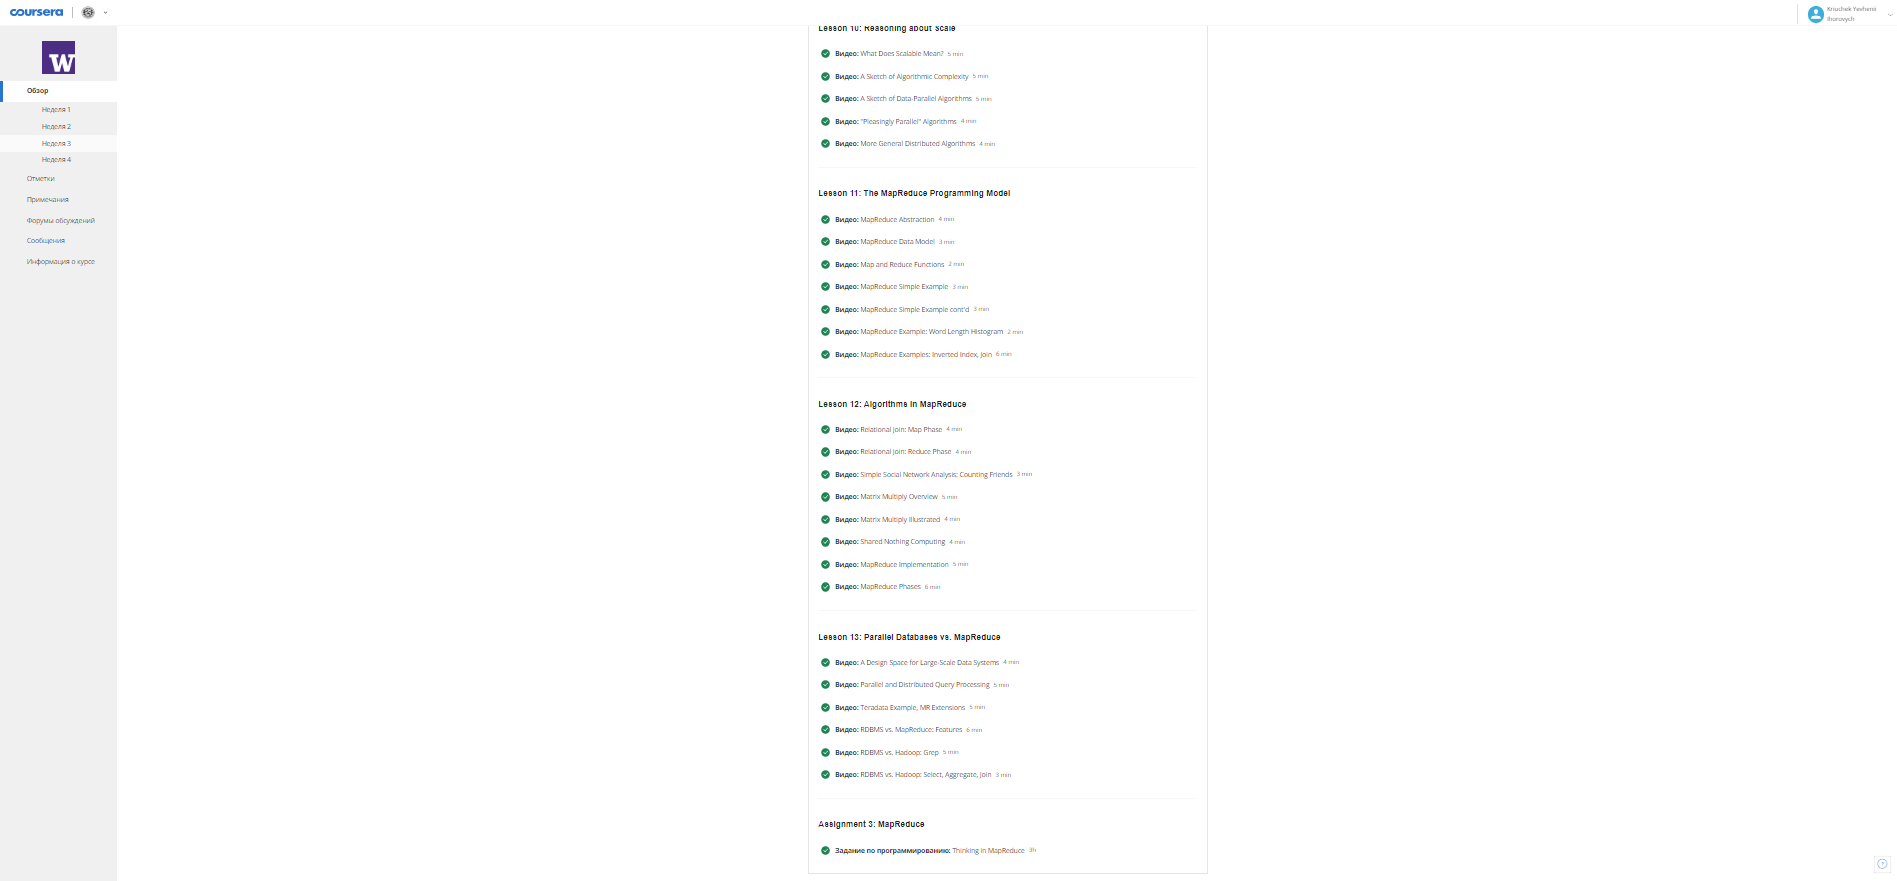 coursera
Kriuchek Yevhenii
Ihorovych
W
Обзор
Неделя 1
Неделя 2
Неделя 3
Неделя 4
Отметки
Примечания
Форумы обсуждений
Сообщения
Информация о курсе
Lesson 10: Reasoning about Scale
Видео: What Does Scalable Mean? 5 min
Видео: A Sketch of Algorithmic Complexity 5 min
Видео: A Sketch of Data-Parallel Algorithms 5 min
Видео: "Pleasingly Parallel" Algorithms 4 min
Видео: More General Distributed Algorithms 4 min
Lesson 11: The MapReduce Programming Model
Видео: MapReduce Abstraction 4 min
Видео: MapReduce Data Model 3 min
Видео: Map and Reduce Functions 2 min
Видео: MapReduce Simple Example 3 min
Видео: MapReduce Simple Example cont'd 3 min
Видео: MapReduce Example: Word Length Histogram 2 min
Видео: MapReduce Examples: Inverted Index, Join 6 min
Lesson 12: Algorithms in MapReduce
Видео: Relational Join: Map Phase 4 min
Видео: Relational Join: Reduce Phase 4 min
Видео: Simple Social Network Analysis: Counting Friends 3 min
Видео: Matrix Multiply Overview 5 min
Видео: Matrix Multiply Illustrated 4 min
Видео: Shared Nothing Computing 4 min
Видео: MapReduce Implementation 5 min
Видео: MapReduce Phases 6 min
Lesson 13: Parallel Databases vs. MapReduce
Видео: A Design Space for Large-Scale Data Systems 4 min
Видео: Parallel and Distributed Query Processing 5 min
Видео: Teradata Example, MR Extensions 5 min
Видео: RDBMS vs. MapReduce: Features 6 min
Видео: RDBMS vs. Hadoop: Grep 5 min
Видео: RDBMS vs. Hadoop: Select, Aggregate, Join 3 min
Assignment 3: MapReduce
Задание по программированию: Thinking in MapReduce 3h